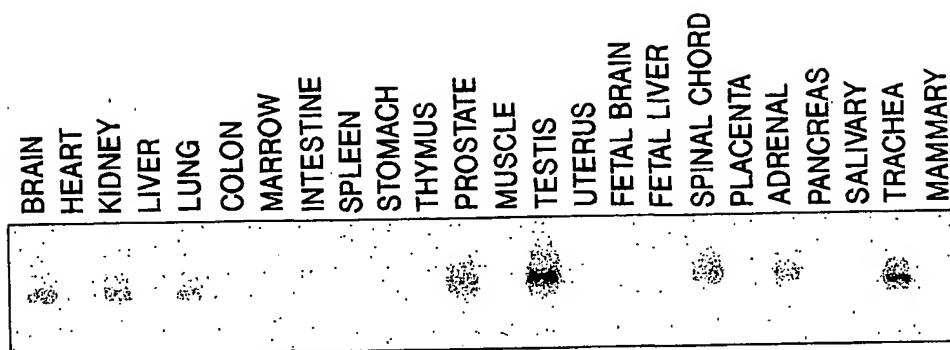 BRAIN
HEART
KIDNEY
LIVER
LUNG
COLON
MARROW
INTESTINE
SPLEEN
STOMACH
THYMUS
PROSTATE
MUSCLE
TESTIS
UTERUS
FETAL BRAIN
FETAL LIVER
SPINAL CHORD
PLACENTA
ADRENAL
PANCREAS
SALIVARY
TRACHEA
MAMMARY